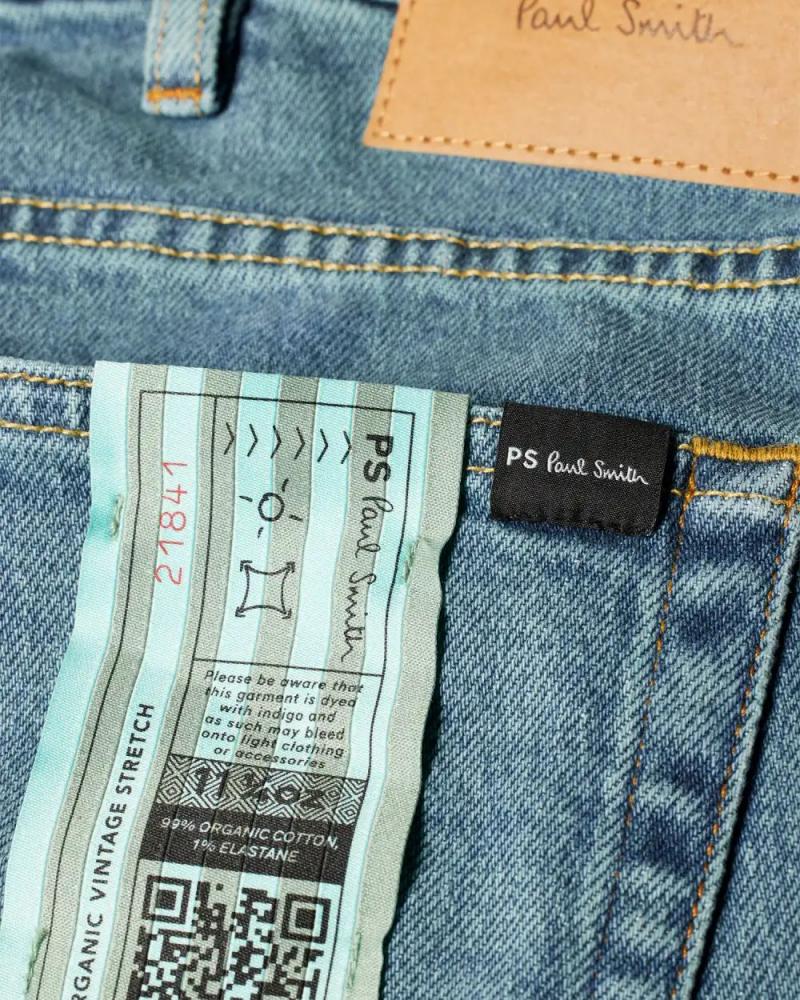 Paul Smith
PS Paul Smith
PS Paul Smith
21841
Please be aware that
this garment is dyed
with indigo and
as such may bleed
onto light clothing
or accessories
99% ORGANIC COTTON,
1% ELASTANE
VINTAGE STRETCH